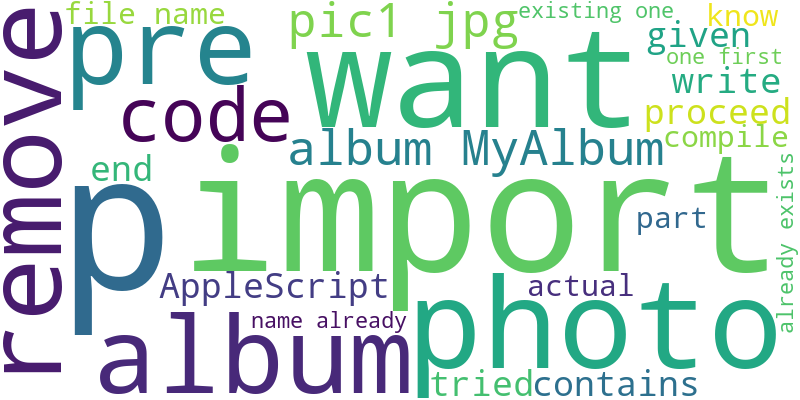 file name
pic1 jpg
existing one
know
remove
pre
want
given
one first
code
write
proceed
album MyAlbum
compile
end
p
import
already exists
part
AppleScript
actual
photo
name already
album
tried
contains